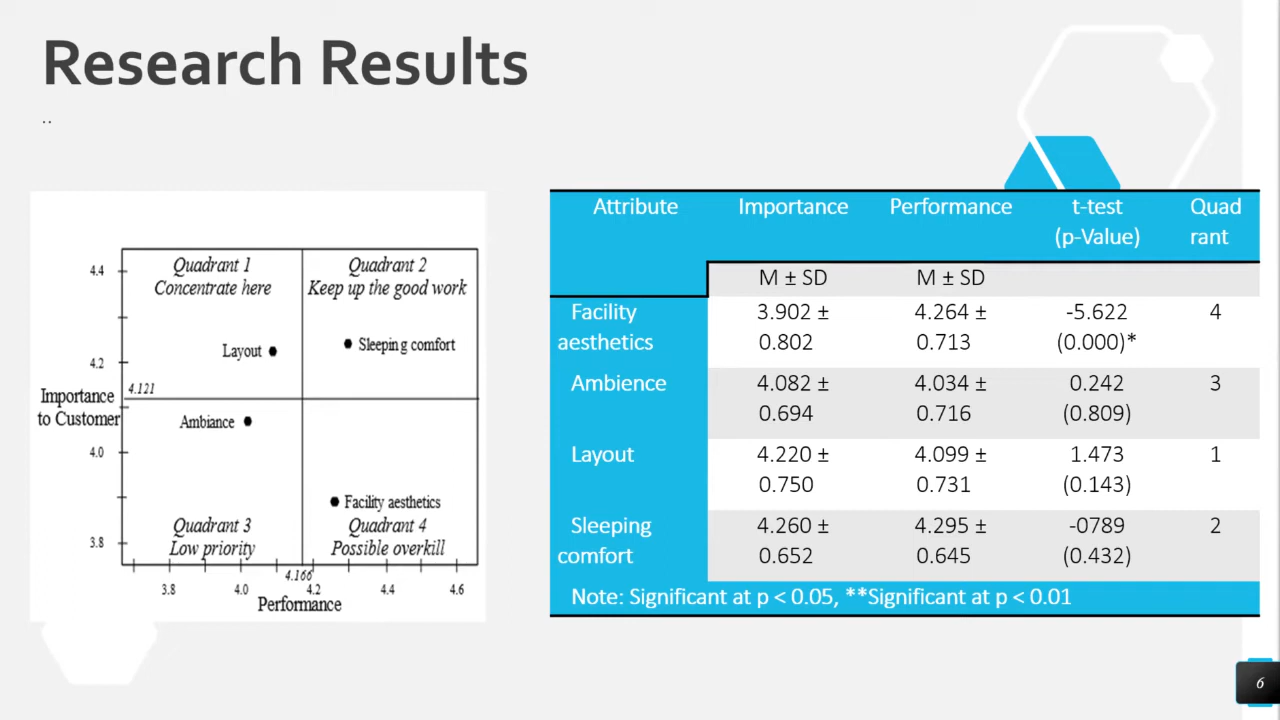 Research Results
..
Quadrant 1
Concentrate here
Quadrant 2
Keep up the good work
4.4
Layout
Sleeping comfort
4.2
4.121
Importance
to Customer
Ambiance
4.0
Facility aesthetics
Quadrant 3
Low priority
Quadrant 4
Possible overkill
3.8
4.166
3.8
4.0
4.2
4.4
4.6
Performance
Attribute Importance Performance t-test Quad
(p-Value) rant
M ± SD M ± SD
Facility 3.902 ± 4.264 ± -5.622 4
aesthetics 0.802 0.713 (0.000)*
Ambience 4.082 ± 4.034 ± 0.242 3
0.694 0.716 (0.809)
Layout 4.220 ± 4.099 ± 1.473 1
0.750 0.731 (0.143)
Sleeping 4.260 ± 4.295 ± -0789 2
comfort 0.652 0.645 (0.432)
Note: Significant at p < 0.05, **Significant at p < 0.01
6